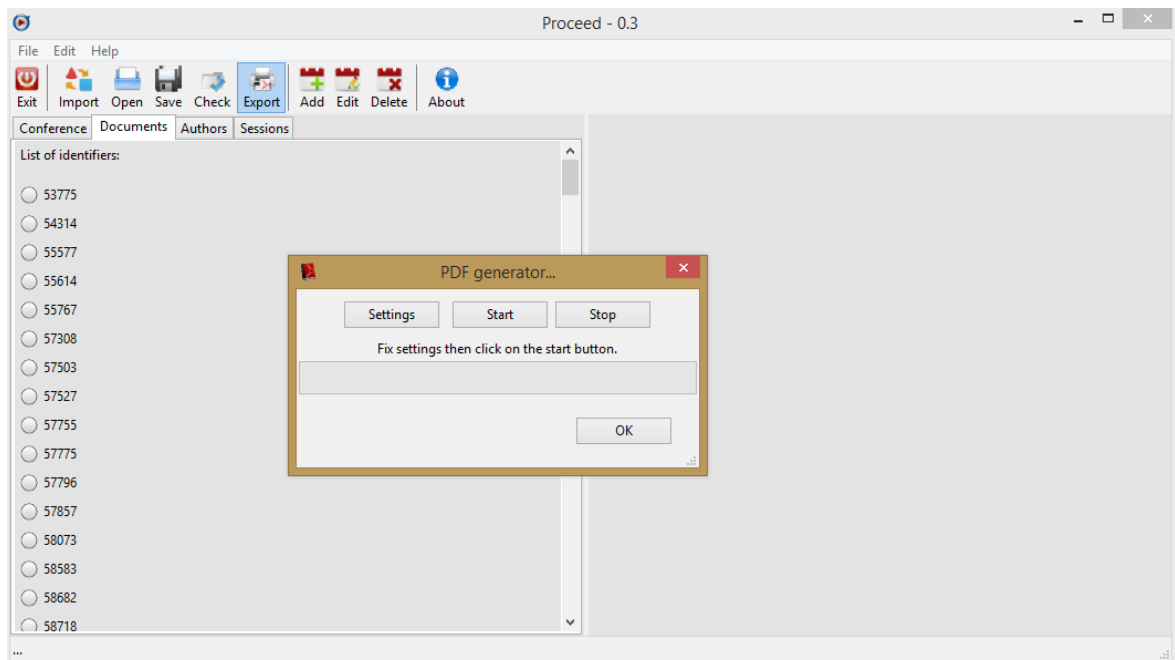 Proceed - 0.3
File Edit Help
Exit Import Open Save Check Export Add Edit Delete About
Conference Documents Authors Sessions
List of identifiers:
53775
54314
55577
55614
55767
57308
57503
57527
57755
57775
57796
57857
58073
58583
58682
58718
PDF generator...
Settings Start Stop
Fix settings then click on the start button.
OK
...